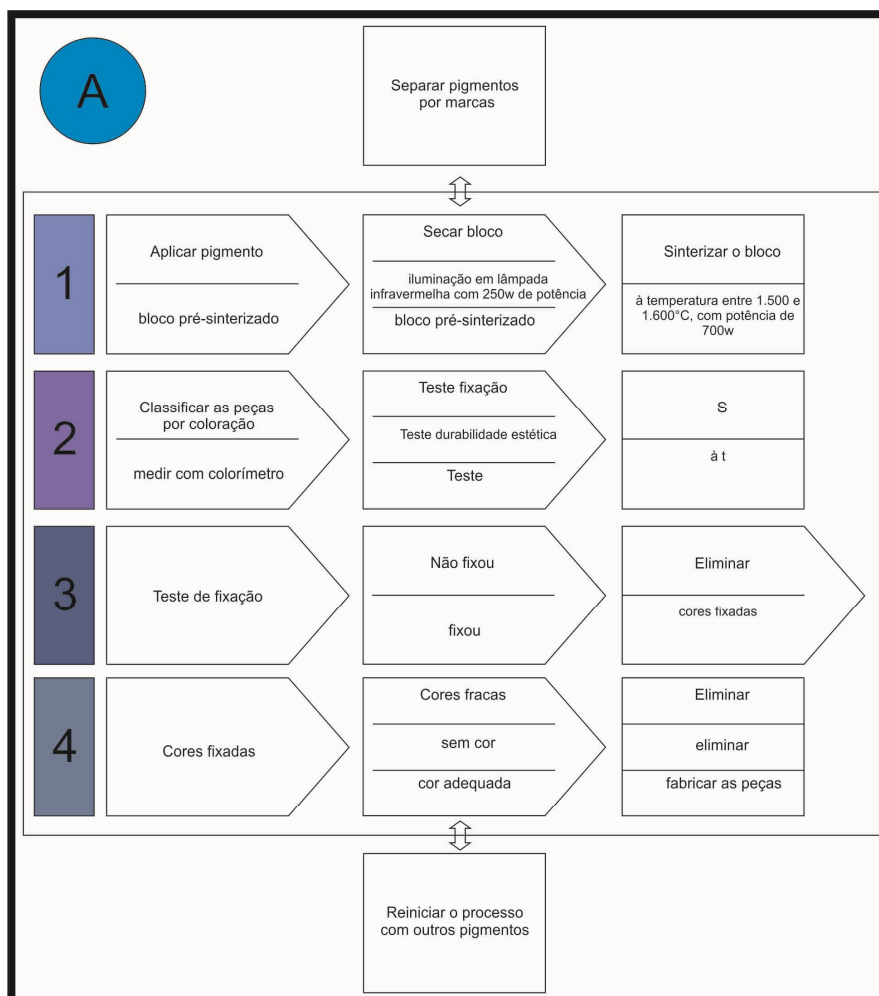 A
Separar pigmentos
por marcas
1
Aplicar pigmento
bloco pré-sinterizado
Secar bloco
iluminação em lâmpada
infravermelha com 250w de potência
bloco pré-sinterizado
Sinterizar o bloco
à temperatura entre 1.500 e
1.600°C, com potência de
700w
2
Classificar as peças
por coloração
medir com colorímetro
Teste fixação
Teste durabilidade estética
Teste
S
à t
3
Teste de fixação
Não fixou
fixou
Eliminar
cores fixadas
4
Cores fixadas
Cores fracas
sem cor
cor adequada
Eliminar
eliminar
fabricar as peças
Reiniciar o processo
com outros pigmentos